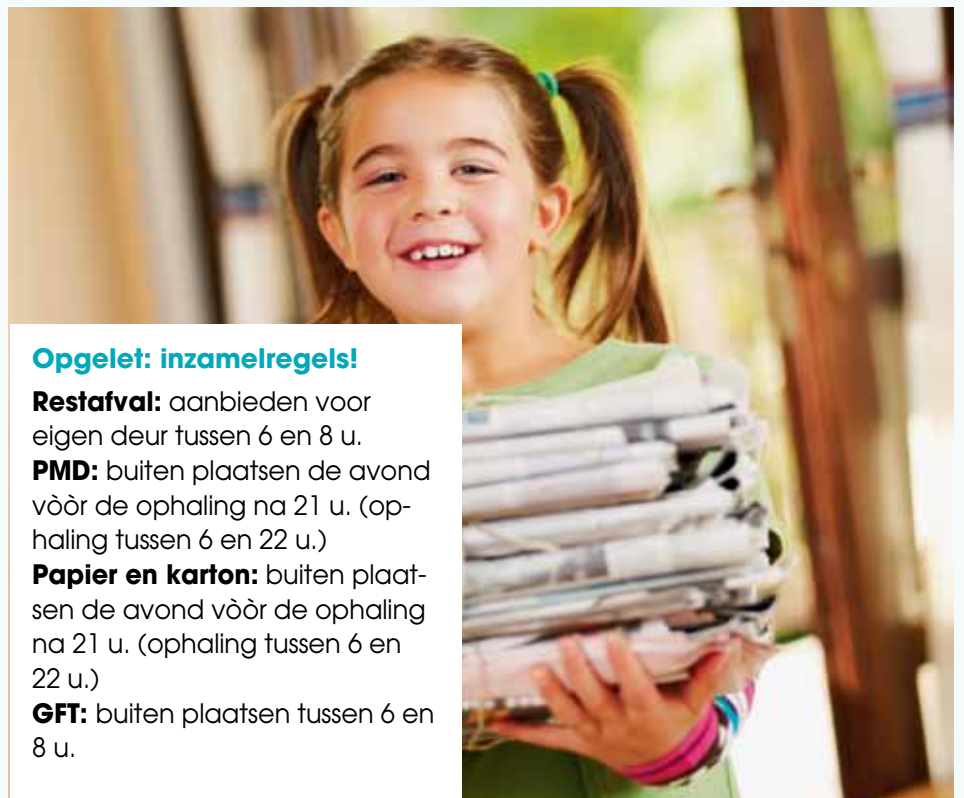 Opgelet: inzamelregels!
Restafval: aanbieden voor
eigen deur tussen 6 en 8 u.
PMD: buiten plaatsen de avond
vòòr de ophaling na 21 u. (op-
haling tussen 6 en 22 u.)
Papier en karton: buiten plaat-
sen de avond vòòr de ophaling
na 21 u. (ophaling tussen 6 en
22 u.)
GFT: buiten plaatsen tussen 6 en
8 u.